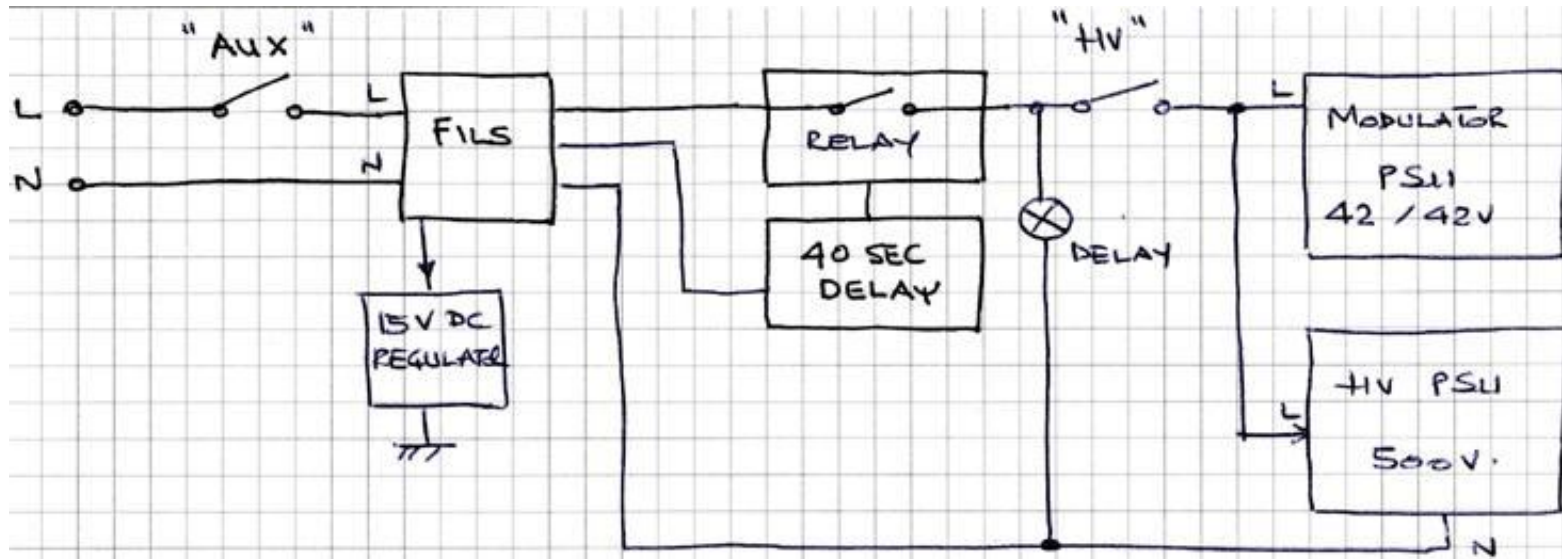 "AUX"
"HV"
L
L
FILS
RELAY
L
MODULATOR
PSU
42 / 42V
N
N
40 SEC
DELAY
DELAY
15V DC
REGULATOR
HV PSU
L
500V.
N